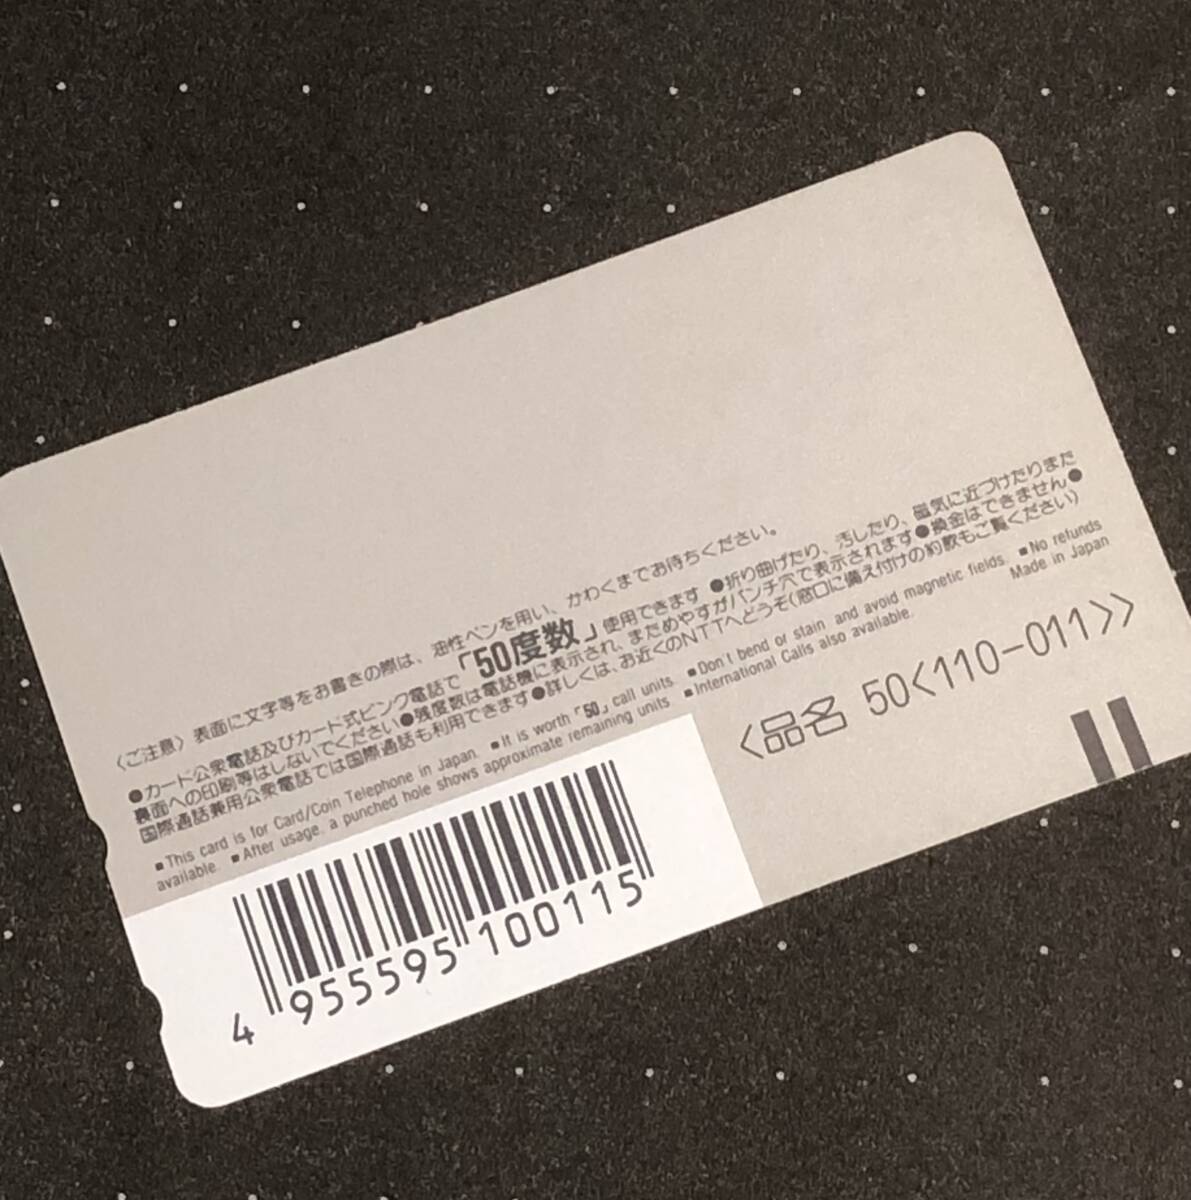 〈ご注意〉表面に文字等をお書きの際は、油性ペンを用い、かわくまでお待ちください。
●カード公衆電話及びカード式ピンク電話で「50度数」使用できます ●折り曲げたり、汚したり、磁気に近づけたりまた
裏面への印刷等はしないでください●残度数は電話機に表示され、まためやすがパンチ穴で表示されます●換金はできません●
国際通話兼用公衆電話では国際通話も利用できます●詳しくは、お近くのNTTへどうぞ(窓口に備え付けの約款もご覧ください)
■This card is for Card/Coin Telephone in Japan. ■It is worth「50」call units. ■Don't bend or stain and avoid magnetic fields. ■No refunds
available. ■After usage, a punched hole shows approximate remaining units. ■International Calls also available. Made in Japan
〈品名 50〈110-011〉〉
4 955595 100115